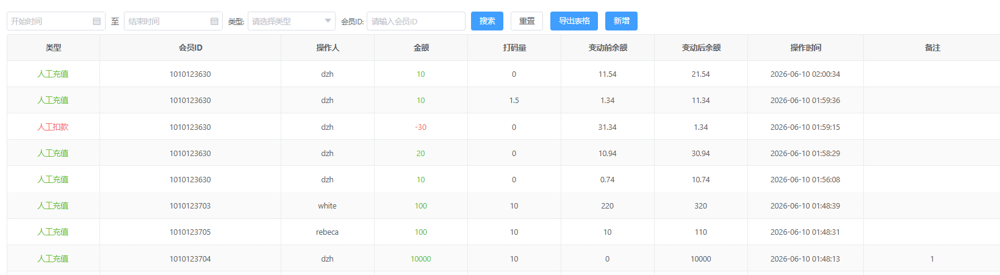 开始时间 至 结束时间 类型: 请选择类型 会员ID: 请输入会员ID 搜索 重置 导出表格 新增
类型 会员ID 操作人 金额 打码量 变动前余额 变动后余额 操作时间 备注
人工充值 1010123630 dzh 10 0 11.54 21.54 2026-06-10 02:00:34
人工充值 1010123630 dzh 10 1.5 1.34 11.34 2026-06-10 01:59:36
人工扣款 1010123630 dzh -30 0 31.34 1.34 2026-06-10 01:59:15
人工充值 1010123630 dzh 20 0 10.94 30.94 2026-06-10 01:58:29
人工充值 1010123630 dzh 10 0 0.74 10.74 2026-06-10 01:56:08
人工充值 1010123703 white 100 10 220 320 2026-06-10 01:48:39
人工充值 1010123705 rebeca 100 10 10 110 2026-06-10 01:48:31
人工充值 1010123704 dzh 10000 10 0 10000 2026-06-10 01:48:13 1